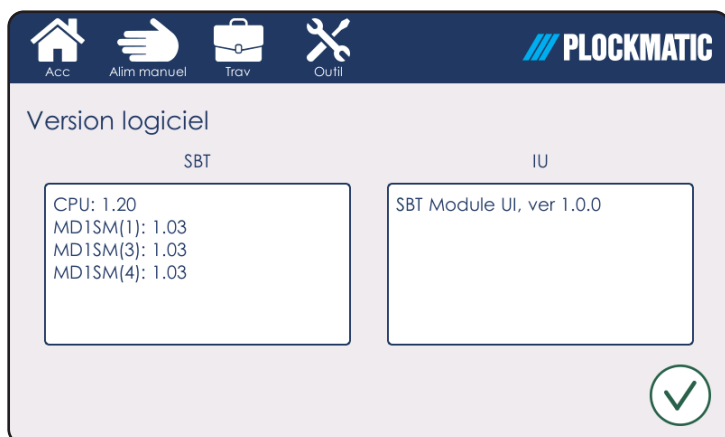 Acc Alim manuel Trav Outil
PLOCKMATIC
Version logiciel
SBT
CPU: 1.20
MD1SM(1): 1.03
MD1SM(3): 1.03
MD1SM(4): 1.03
IU
SBT Module UI, ver 1.0.0